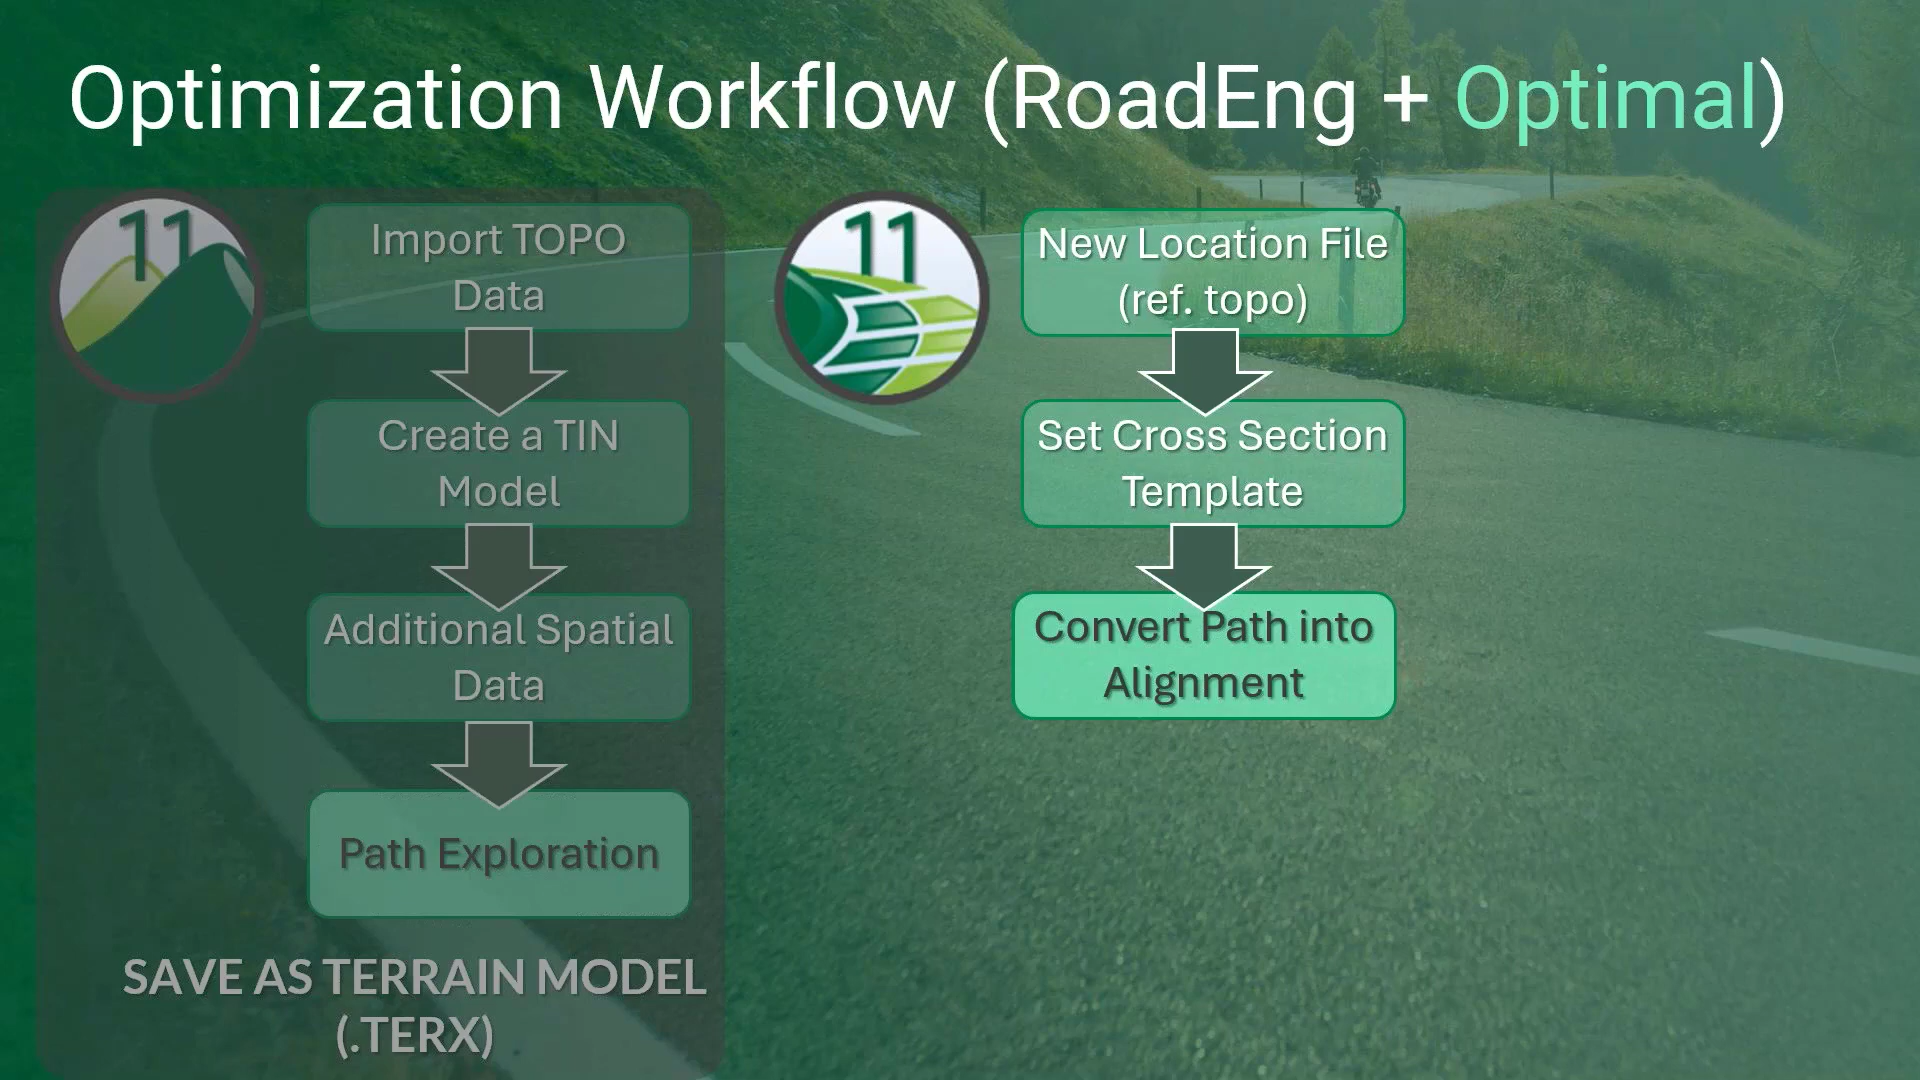 Optimization Workflow (RoadEng + Optimal)
11
Import TOPO
Data
Create a TIN
Model
Additional Spatial
Data
Path Exploration
SAVE AS TERRAIN MODEL
(.TERX)
11
New Location File
(ref. topo)
Set Cross Section
Template
Convert Path into
Alignment